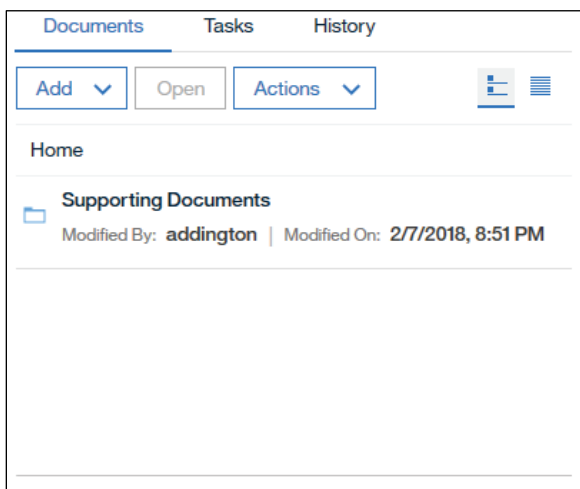 Documents Tasks History
Add Open Actions
Home
Supporting Documents
Modified By: addington | Modified On: 2/7/2018, 8:51 PM